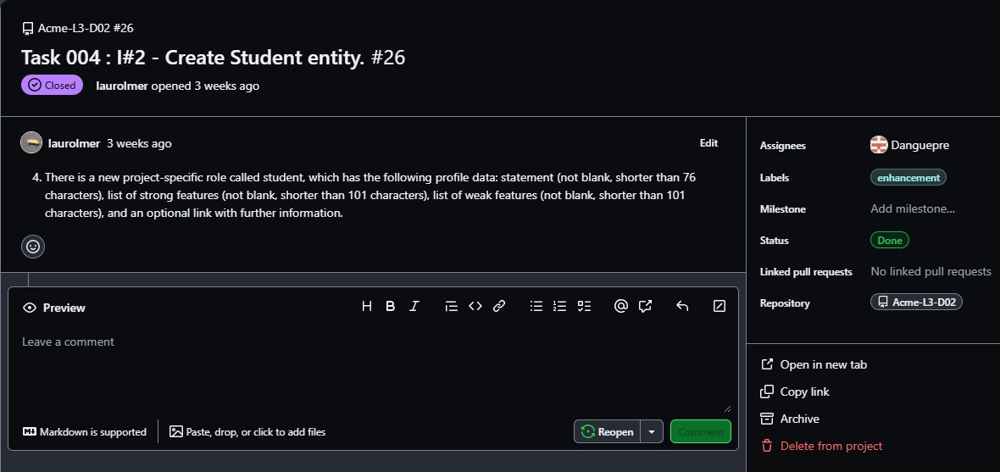 Acme-L3-D02 #26
Task 004 : I#2 - Create Student entity. #26
Closed
laurolmer opened 3 weeks ago
laurolmer 3 weeks ago
Edit
4. There is a new project-specific role called student, which has the following profile data: statement (not blank, shorter than 76
characters), list of strong features (not blank, shorter than 101 characters), list of weak features (not blank, shorter than 101
characters), and an optional link with further information.
Preview
H B I
Leave a comment
Markdown is supported
Paste, drop, or click to add files
Reopen
Comment
Assignees
Danguepre
Labels
enhancement
Milestone
Add milestone...
Status
Done
Linked pull requests
No linked pull requests
Repository
Acme-L3-D02
Open in new tab
Copy link
Archive
Delete from project